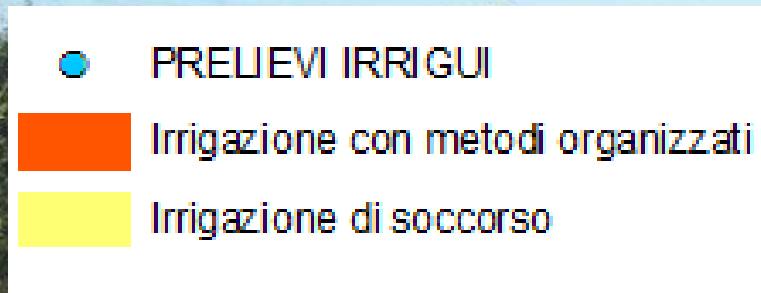 PRELIEVI IRRIGUI
Irrigazione con metodi organizzati
Irrigazione di soccorso